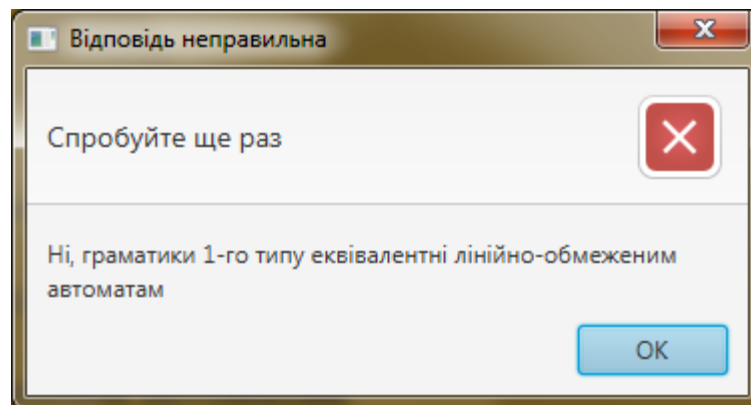 Відповідь неправильна
Спробуйте ще раз
Ні, граматики 1-го типу еквівалентні лінійно-обмеженим
автоматам
OK